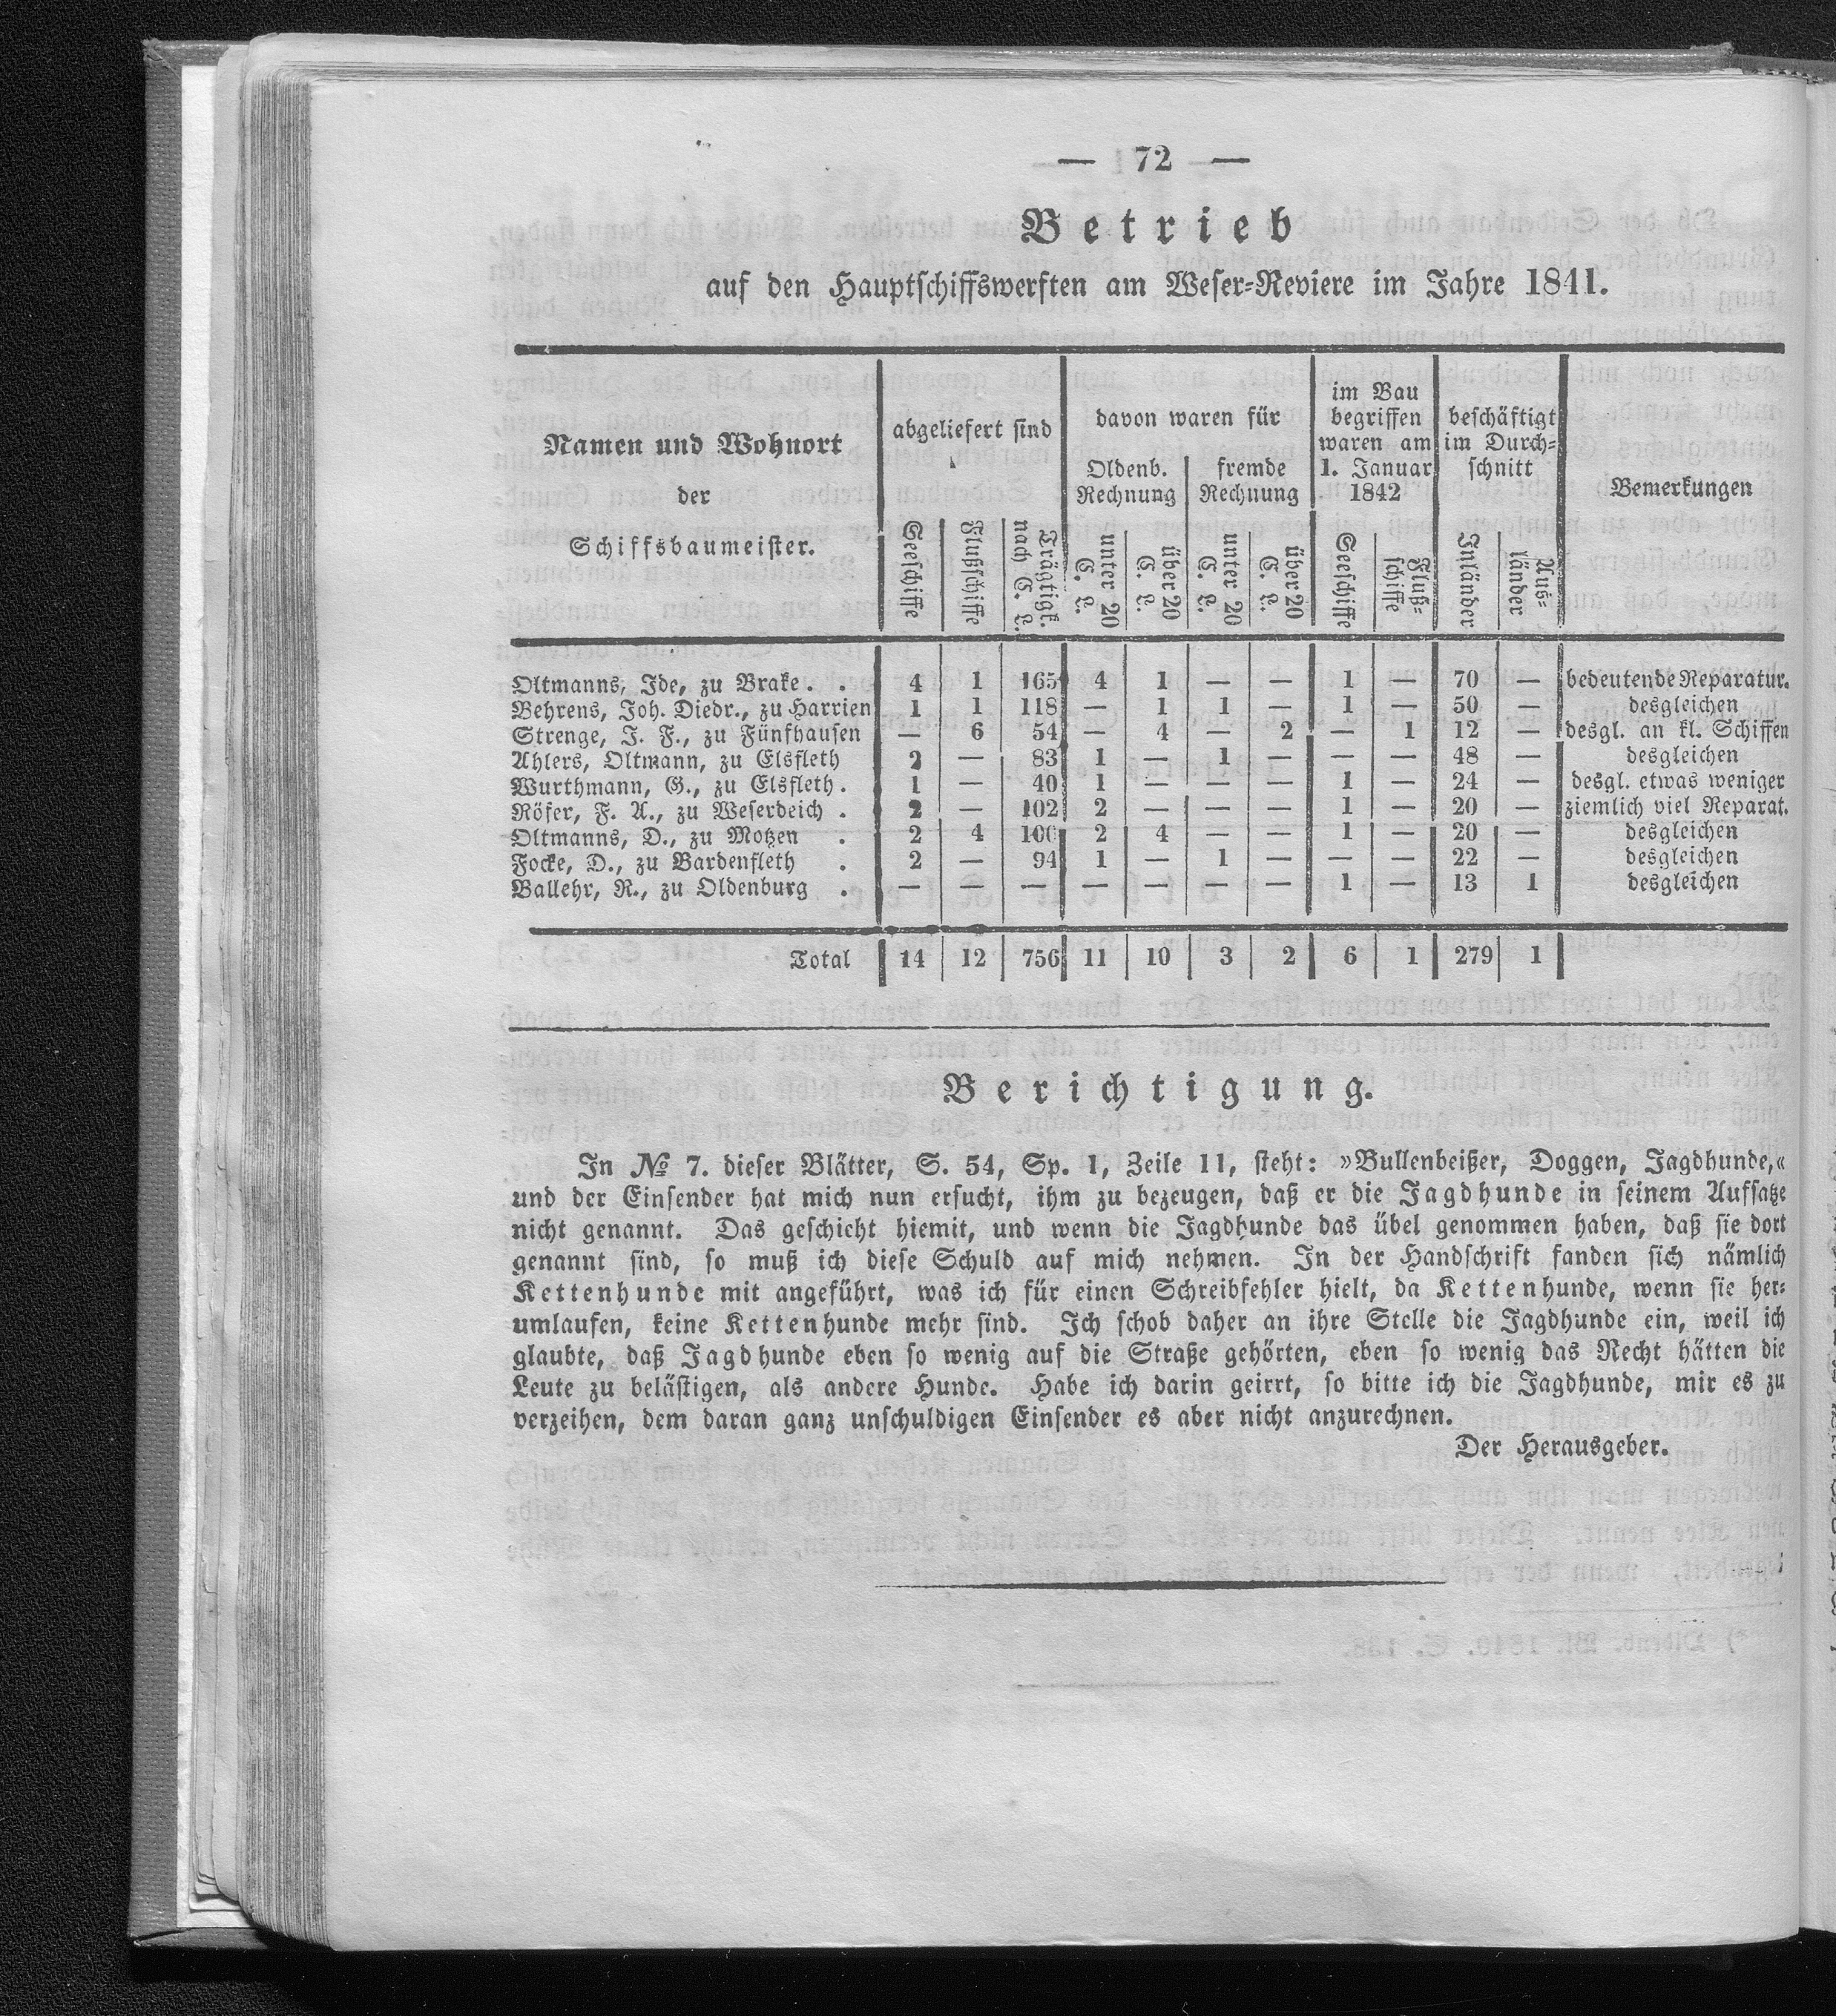 — 72 —
Betrieb
auf den Hauptschiffswerften am Weser-Reviere im Jahre 1841.
Namen und Wohnort
der
Schiffsbaumeister.
abgeliefert sind
davon waren für
im Bau
begriffen
waren am
1. Januar
1842
beschäftigt
im Durch-
schnitt
Bemerkungen
Oldenb.
Rechnung
fremde
Rechnung
Seeschiffe
Flußschiffe
Trägtigk.
nach C. L.
unter 20
C. L.
über 20
C. L.
unter 20
C. L.
über 20
C. L.
Seeschiffe
Fluß-
schiffe
Inländer
Aus-
länder
Oltmanns, Ide, zu Brake . . 4 1 165 4 1 — — 1 — 70 — bedeutende Reparatur.
Behrens, Joh. Diedr., zu Harrien 1 1 118 — 1 1 — 1 — 50 — desgleichen
Strenge, J. F., zu Fünfhausen — 6 54 — 4 — 2 — 1 12 — desgl. an kl. Schiffen
Ahlers, Oltmann, zu Elsfleth 2 — 83 1 — 1 — — — 48 — desgleichen
Wurthmann, G., zu Elsfleth . 1 — 40 1 — — — 1 — 24 — desgl. etwas weniger
Röser, F. A., zu Weserdeich . 2 — 102 2 — — — 1 — 20 — ziemlich viel Reparat.
Oltmanns, D., zu Motzen . 2 4 100 2 4 — — 1 — 20 — desgleichen
Focke, D., zu Bardenfleth . 2 — 94 1 — 1 — — — 22 — desgleichen
Ballehr, R., zu Oldenburg . — — — — — — — 1 — 13 1 desgleichen
Total 14 12 756 11 10 3 2 6 1 279 1
Berichtigung.
In № 7. dieser Blätter, S. 54, Sp. 1, Zeile 11, steht: »Bullenbeißer, Doggen, Jagdhunde,«
und der Einsender hat mich nun ersucht, ihm zu bezeugen, daß er die Jagdhunde in seinem Aufsatze
nicht genannt. Das geschieht hiemit, und wenn die Jagdhunde das übel genommen haben, daß sie dort
genannt sind, so muß ich diese Schuld auf mich nehmen. In der Handschrift fanden sich nämlich
Kettenhunde mit angeführt, was ich für einen Schreibfehler hielt, da Kettenhunde, wenn sie her-
umlaufen, keine Kettenhunde mehr sind. Ich schob daher an ihre Stelle die Jagdhunde ein, weil ich
glaubte, daß Jagdhunde eben so wenig auf die Straße gehörten, eben so wenig das Recht hätten die
Leute zu belästigen, als andere Hunde. Habe ich darin geirrt, so bitte ich die Jagdhunde, mir es zu
verzeihen, dem daran ganz unschuldigen Einsender es aber nicht anzurechnen.
Der Herausgeber.